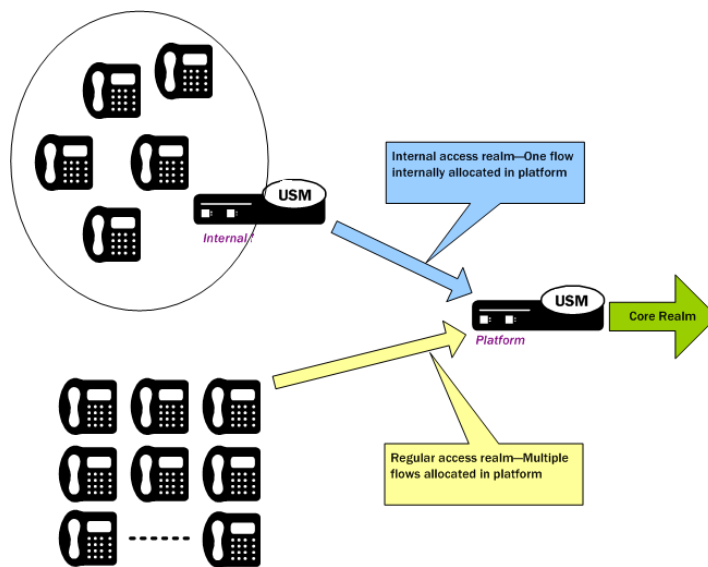 USM
Internal
Internal access realm—One flow
internally allocated in platform
USM
Platform
Core Realm
Regular access realm—Multiple
flows allocated in platform